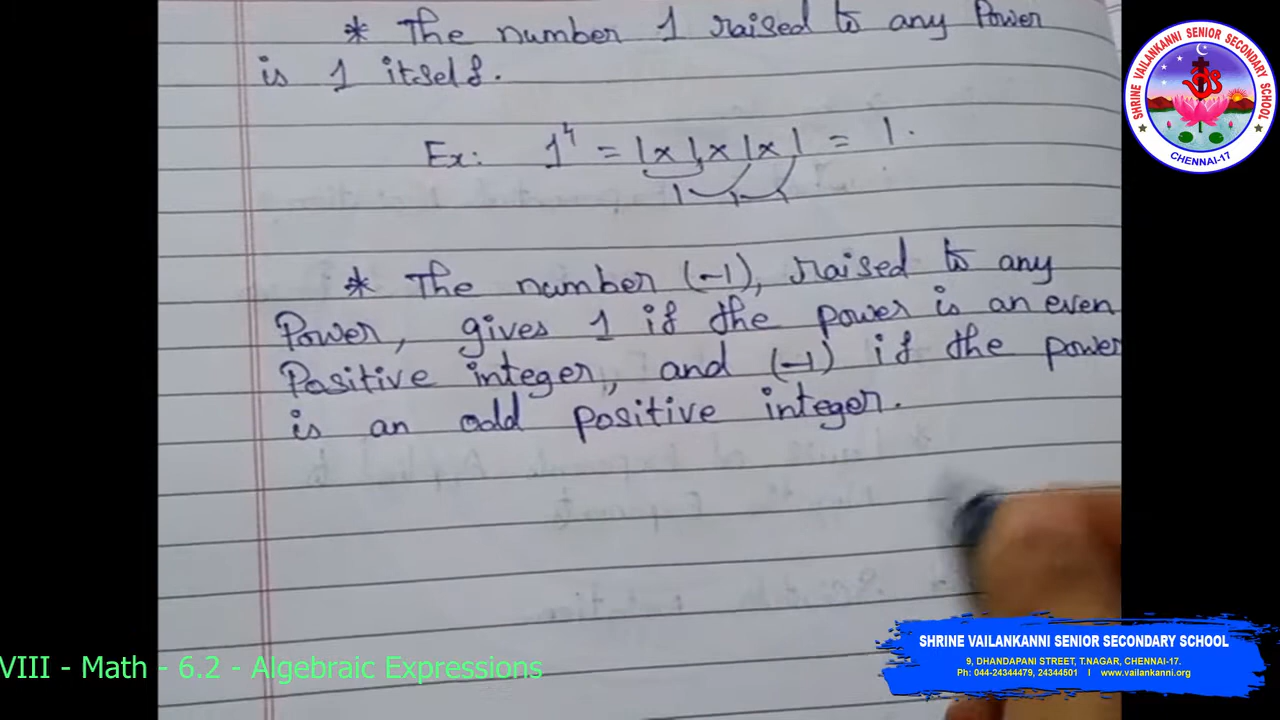 * The number 1 raised to any Power
is 1 itself.
Ex: 1⁴ = 1 x 1 x 1 x 1 = 1.
1 1 1
* The number (-1), raised to any
Power, gives 1 if the power is an even
Positive integer, and (-1) if the power
is an odd positive integer.
SHRINE VAILANKANNI SENIOR SECONDARY SCHOOL
CHENNAI-17
VIII - Math - 6.2 - Algebraic Expressions
SHRINE VAILANKANNI SENIOR SECONDARY SCHOOL
9, DHANDAPANI STREET, T.NAGAR, CHENNAI-17.
Ph: 044-24344479, 24344501 I www.vailankanni.org